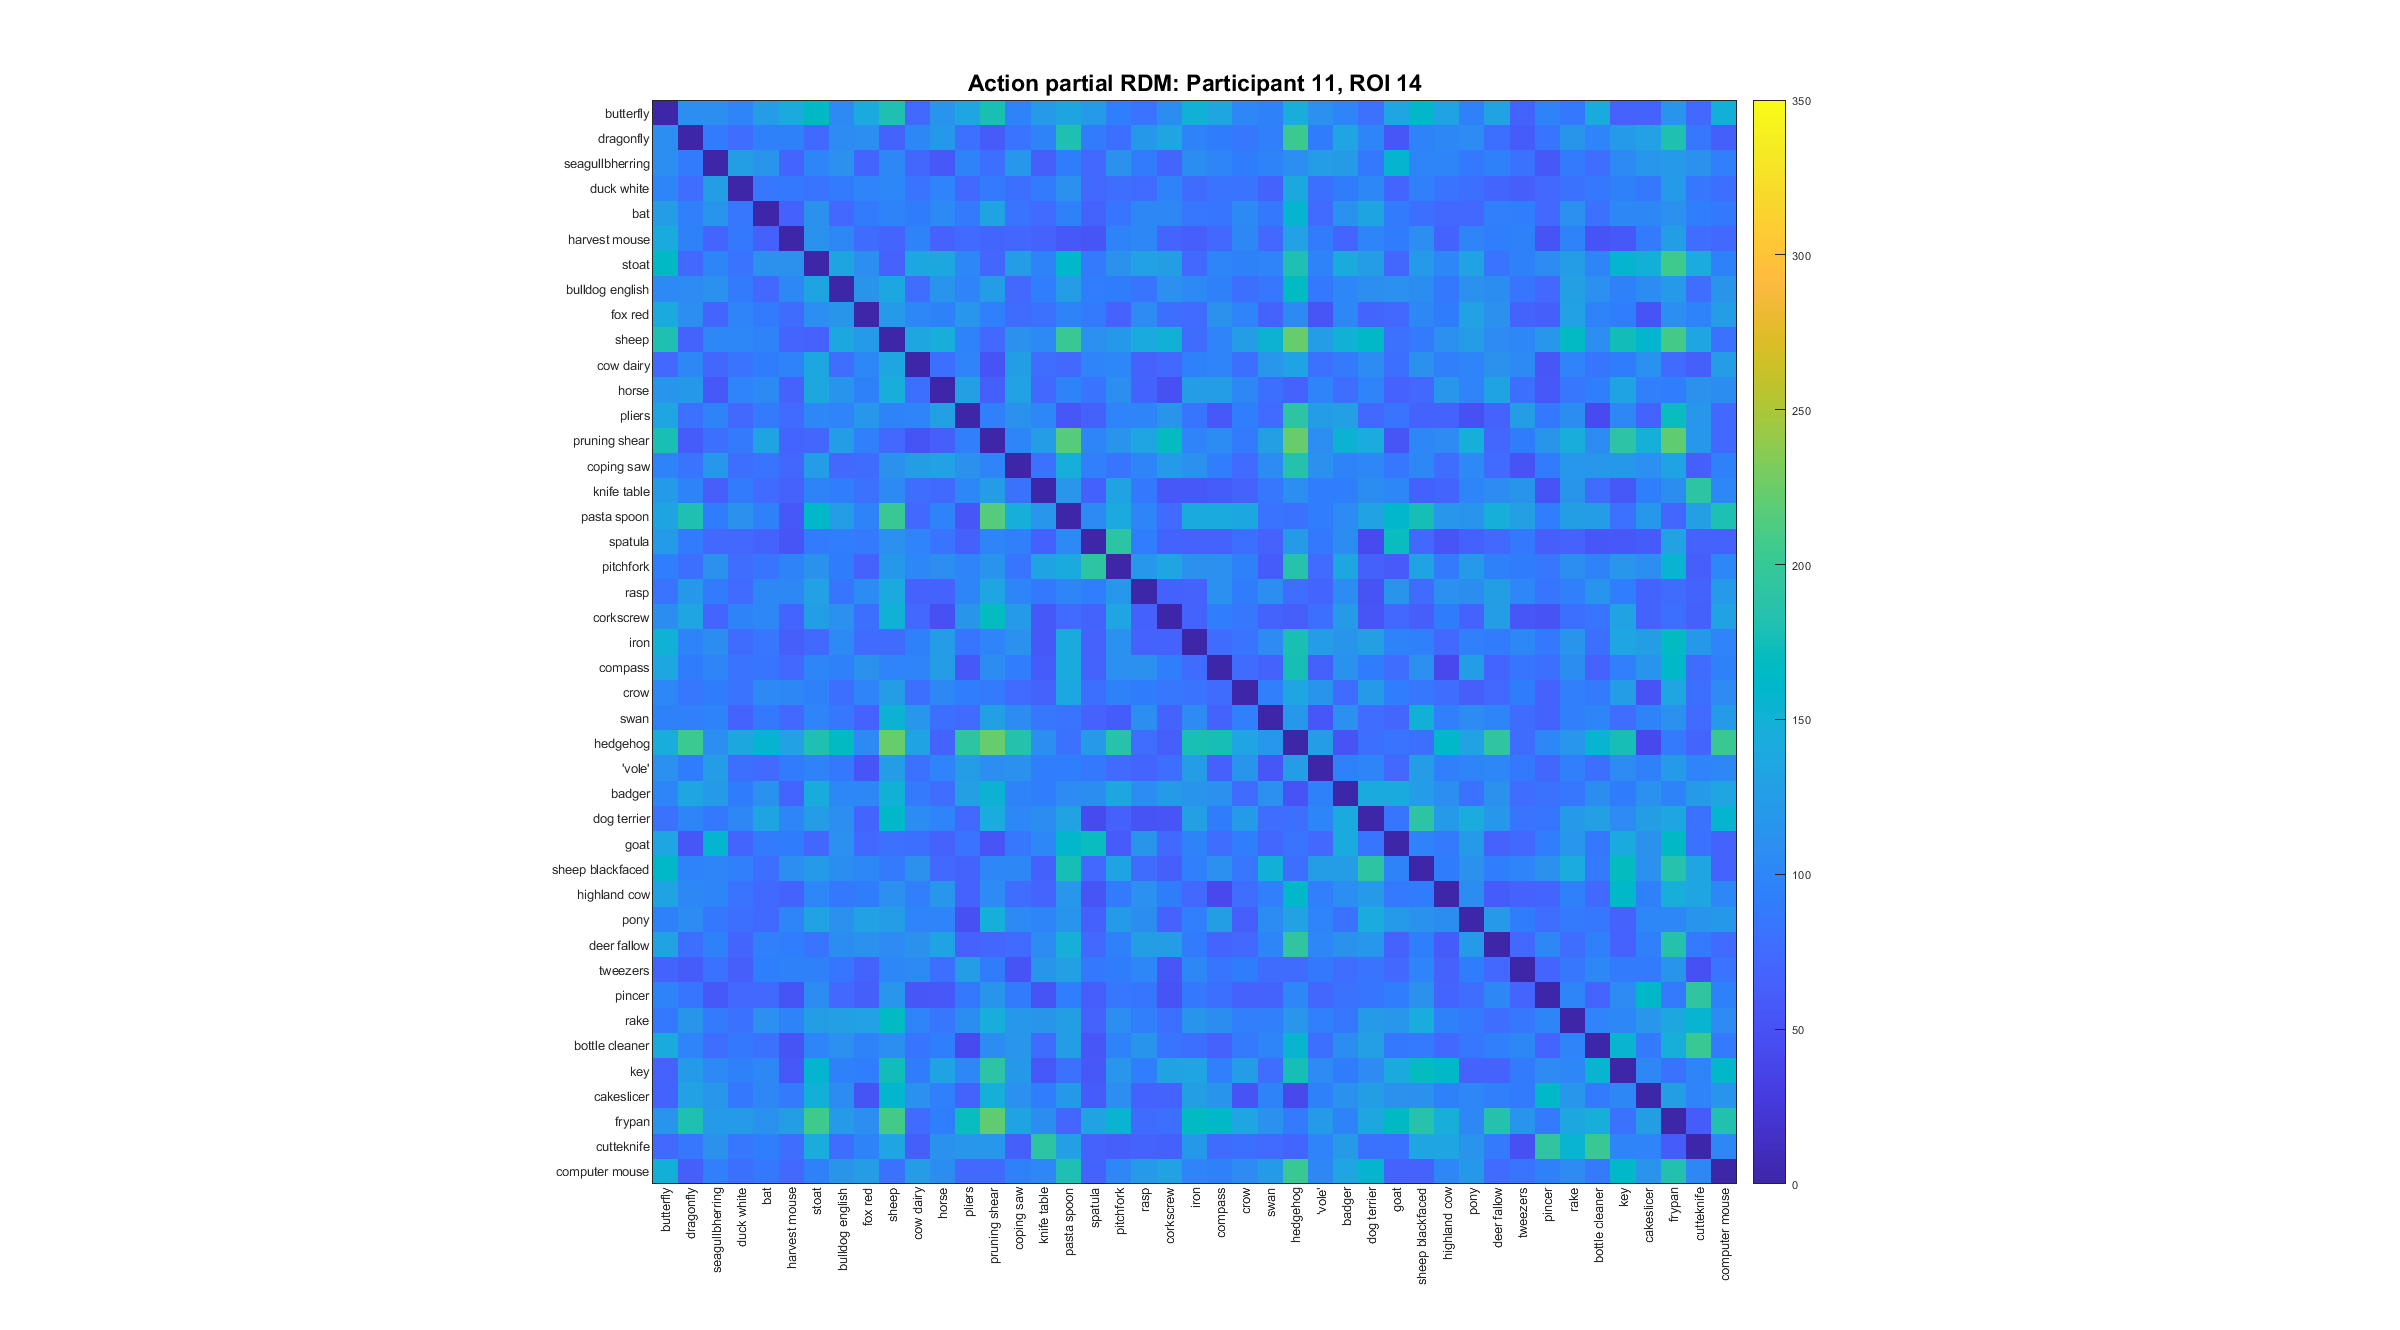 Action partial RDM: Participant 11, ROI 14
butterfly
dragonfly
seagullbherring
duck white
bat
harvest mouse
stoat
bulldog english
fox red
sheep
cow dairy
horse
pliers
pruning shear
coping saw
knife table
pasta spoon
spatula
pitchfork
rasp
corkscrew
iron
compass
crow
swan
hedgehog
'vole'
badger
dog terrier
goat
sheep blackfaced
highland cow
pony
deer fallow
tweezers
pincer
rake
bottle cleaner
key
cakeslicer
frypan
cutteknife
computer mouse
butterfly
dragonfly
seagullbherring
duck white
bat
harvest mouse
stoat
bulldog english
fox red
sheep
cow dairy
horse
pliers
pruning shear
coping saw
knife table
pasta spoon
spatula
pitchfork
rasp
corkscrew
iron
compass
crow
swan
hedgehog
'vole'
badger
dog terrier
goat
sheep blackfaced
highland cow
pony
deer fallow
tweezers
pincer
rake
bottle cleaner
key
cakeslicer
frypan
cutteknife
computer mouse
350
300
250
200
150
100
50
0